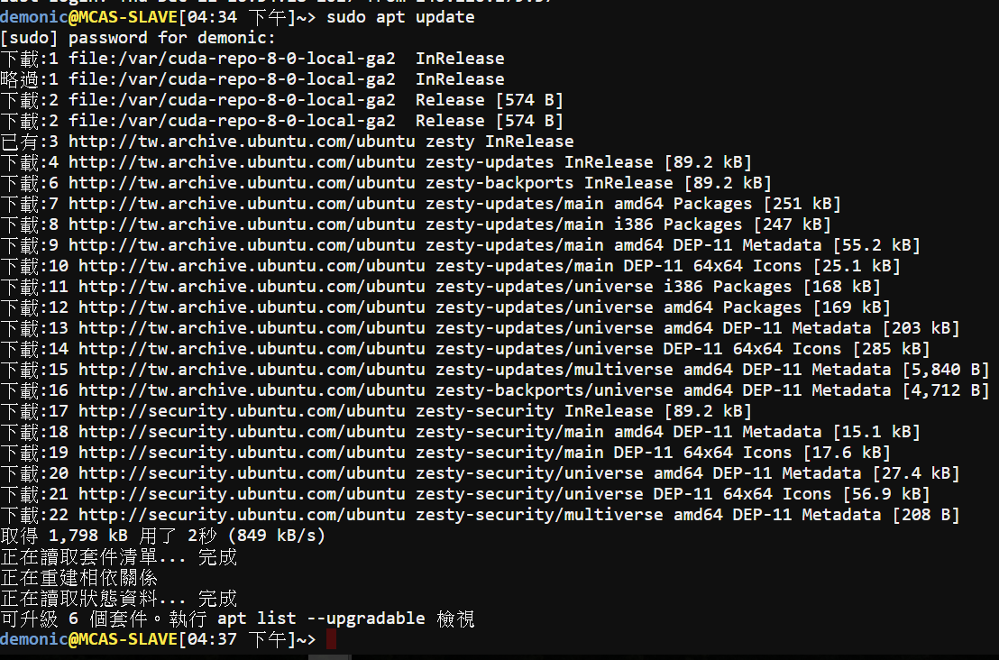 demonic@MCAS-SLAVE[04:34 下午]~> sudo apt update
[sudo] password for demonic:
下載:1 file:/var/cuda-repo-8-0-local-ga2  InRelease
略過:1 file:/var/cuda-repo-8-0-local-ga2  InRelease
下載:2 file:/var/cuda-repo-8-0-local-ga2  Release [574 B]
下載:2 file:/var/cuda-repo-8-0-local-ga2  Release [574 B]
已有:3 http://tw.archive.ubuntu.com/ubuntu zesty InRelease
下載:4 http://tw.archive.ubuntu.com/ubuntu zesty-updates InRelease [89.2 kB]
下載:6 http://tw.archive.ubuntu.com/ubuntu zesty-backports InRelease [89.2 kB]
下載:7 http://tw.archive.ubuntu.com/ubuntu zesty-updates/main amd64 Packages [251 kB]
下載:8 http://tw.archive.ubuntu.com/ubuntu zesty-updates/main i386 Packages [247 kB]
下載:9 http://tw.archive.ubuntu.com/ubuntu zesty-updates/main amd64 DEP-11 Metadata [55.2 kB]
下載:10 http://tw.archive.ubuntu.com/ubuntu zesty-updates/main DEP-11 64x64 Icons [25.1 kB]
下載:11 http://tw.archive.ubuntu.com/ubuntu zesty-updates/universe i386 Packages [168 kB]
下載:12 http://tw.archive.ubuntu.com/ubuntu zesty-updates/universe amd64 Packages [169 kB]
下載:13 http://tw.archive.ubuntu.com/ubuntu zesty-updates/universe amd64 DEP-11 Metadata [203 kB]
下載:14 http://tw.archive.ubuntu.com/ubuntu zesty-updates/universe DEP-11 64x64 Icons [285 kB]
下載:15 http://tw.archive.ubuntu.com/ubuntu zesty-updates/multiverse amd64 DEP-11 Metadata [5,840 B]
下載:16 http://tw.archive.ubuntu.com/ubuntu zesty-backports/universe amd64 DEP-11 Metadata [4,712 B]
下載:17 http://security.ubuntu.com/ubuntu zesty-security InRelease [89.2 kB]
下載:18 http://security.ubuntu.com/ubuntu zesty-security/main amd64 DEP-11 Metadata [15.1 kB]
下載:19 http://security.ubuntu.com/ubuntu zesty-security/main DEP-11 64x64 Icons [17.6 kB]
下載:20 http://security.ubuntu.com/ubuntu zesty-security/universe amd64 DEP-11 Metadata [27.4 kB]
下載:21 http://security.ubuntu.com/ubuntu zesty-security/universe DEP-11 64x64 Icons [56.9 kB]
下載:22 http://security.ubuntu.com/ubuntu zesty-security/multiverse amd64 DEP-11 Metadata [208 B]
取得 1,798 kB 用了 2秒 (849 kB/s)
正在讀取套件清單... 完成
正在重建相依關係
正在讀取狀態資料... 完成
可升級 6 個套件。執行 apt list --upgradable 檢視
demonic@MCAS-SLAVE[04:37 下午]~>